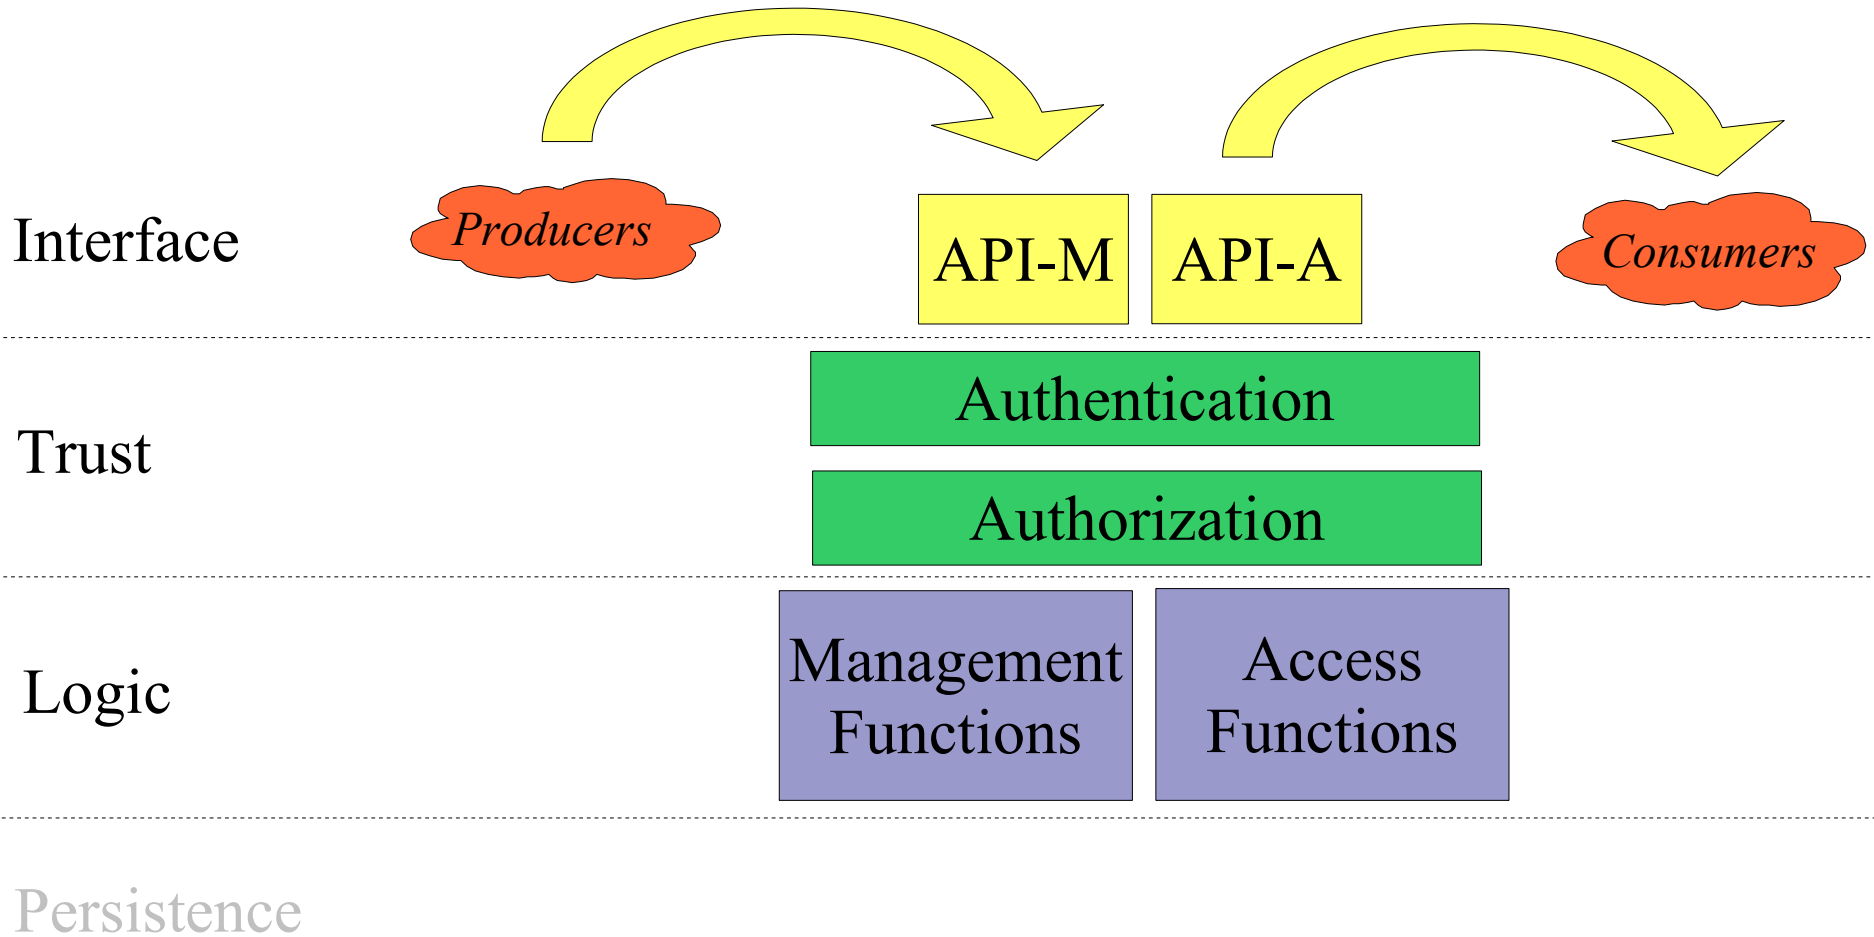 Interface
Producers
API-M
API-A
Consumers
Trust
Authentication
Authorization
Logic
Management
Functions
Access
Functions
Persistence